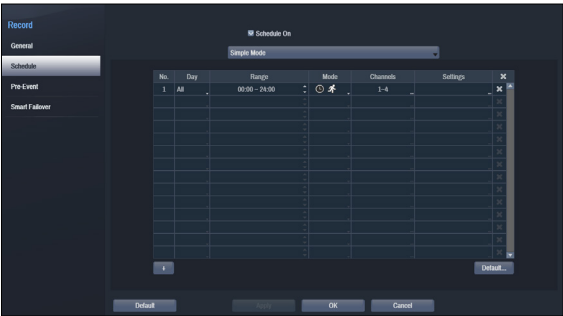 Record
General
Schedule
Pre-Event
Smart Failover
Schedule On
Simple Mode
No. Day Range Mode Channels Settings
1 All 00:00 ~ 24:00 1~4
Default...
Default Apply OK Cancel